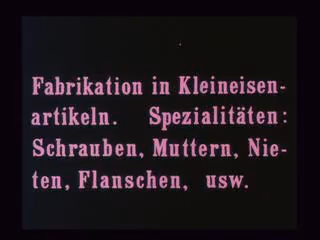 Fabrikation in Kleineisen-
artikeln. Spezialitäten:
Schrauben, Muttern, Nie-
ten, Flanschen, usw.